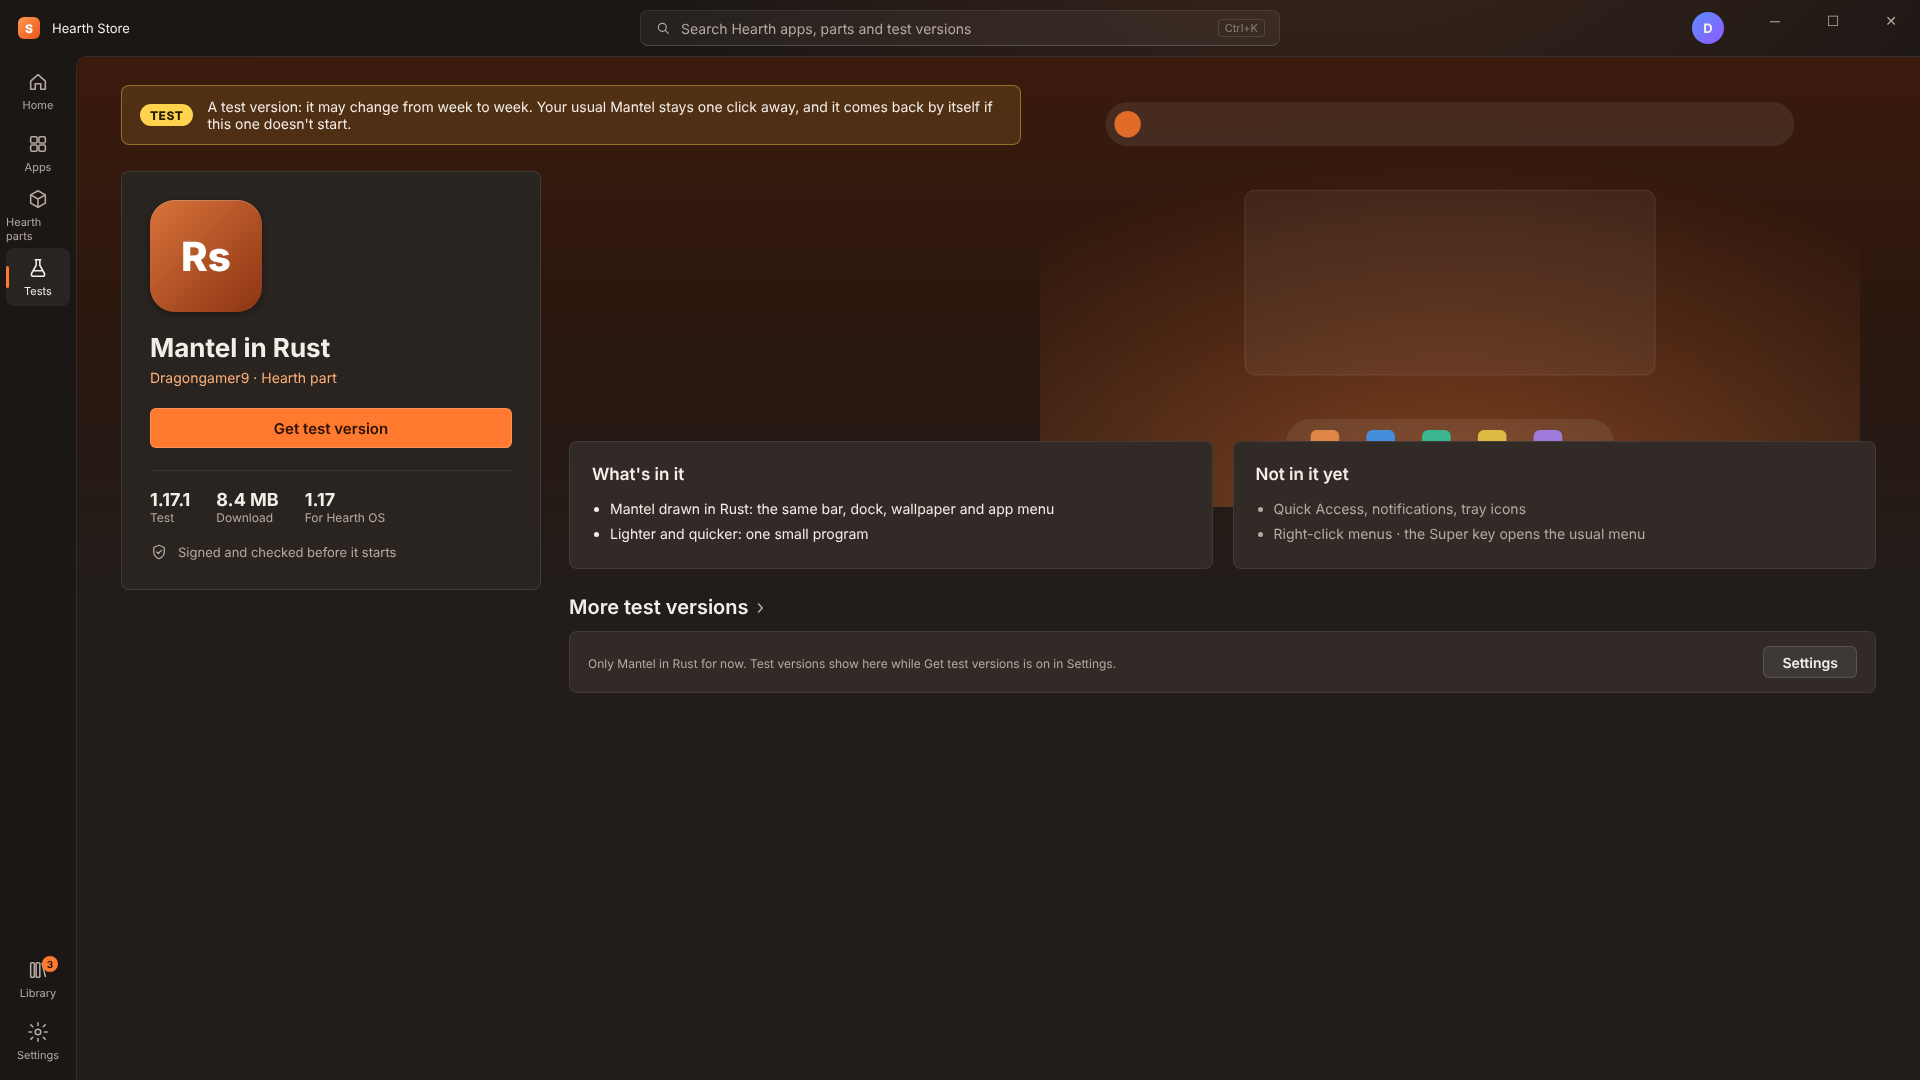 S Hearth Store
Search Hearth apps, parts and test versions
Ctrl+K
D
Home
Apps
Hearth
parts
Tests
Library
3
Settings
TEST
A test version: it may change from week to week. Your usual Mantel stays one click away, and it comes back by itself if
this one doesn't start.
Rs
Mantel in Rust
Dragongamer9 · Hearth part
Get test version
1.17.1 8.4 MB 1.17
Test Download For Hearth OS
Signed and checked before it starts
What's in it
• Mantel drawn in Rust: the same bar, dock, wallpaper and app menu
• Lighter and quicker: one small program
Not in it yet
• Quick Access, notifications, tray icons
• Right-click menus · the Super key opens the usual menu
More test versions ›
Only Mantel in Rust for now. Test versions show here while Get test versions is on in Settings.
Settings